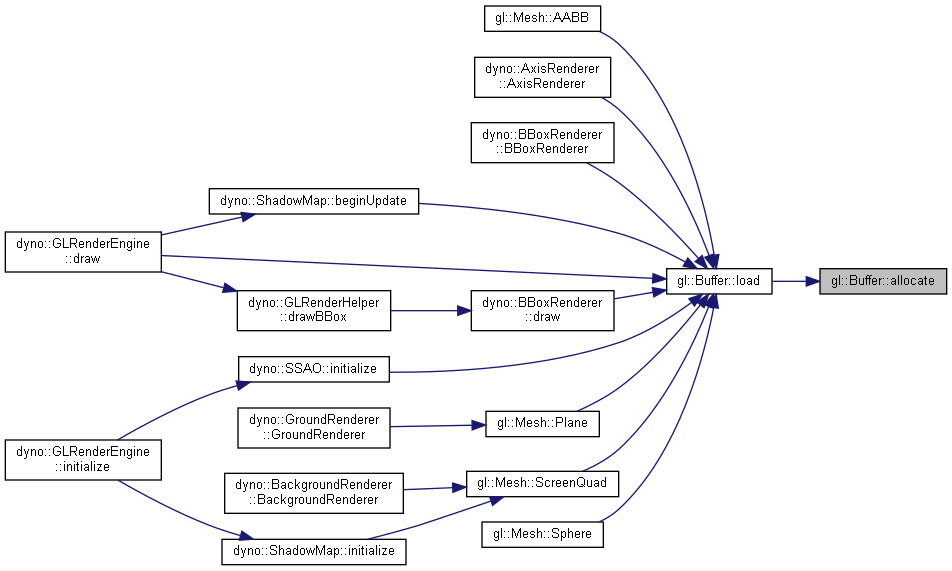 gl::Mesh::AABB
dyno::AxisRenderer
::AxisRenderer
dyno::BBoxRenderer
::BBoxRenderer
dyno::ShadowMap::beginUpdate
dyno::GLRenderEngine
::draw
gl::Buffer::load
gl::Buffer::allocate
dyno::GLRenderHelper
::drawBBox
dyno::BBoxRenderer
::draw
dyno::SSAO::initialize
dyno::GroundRenderer
::GroundRenderer
gl::Mesh::Plane
dyno::GLRenderEngine
::initialize
dyno::BackgroundRenderer
::BackgroundRenderer
gl::Mesh::ScreenQuad
gl::Mesh::Sphere
dyno::ShadowMap::initialize